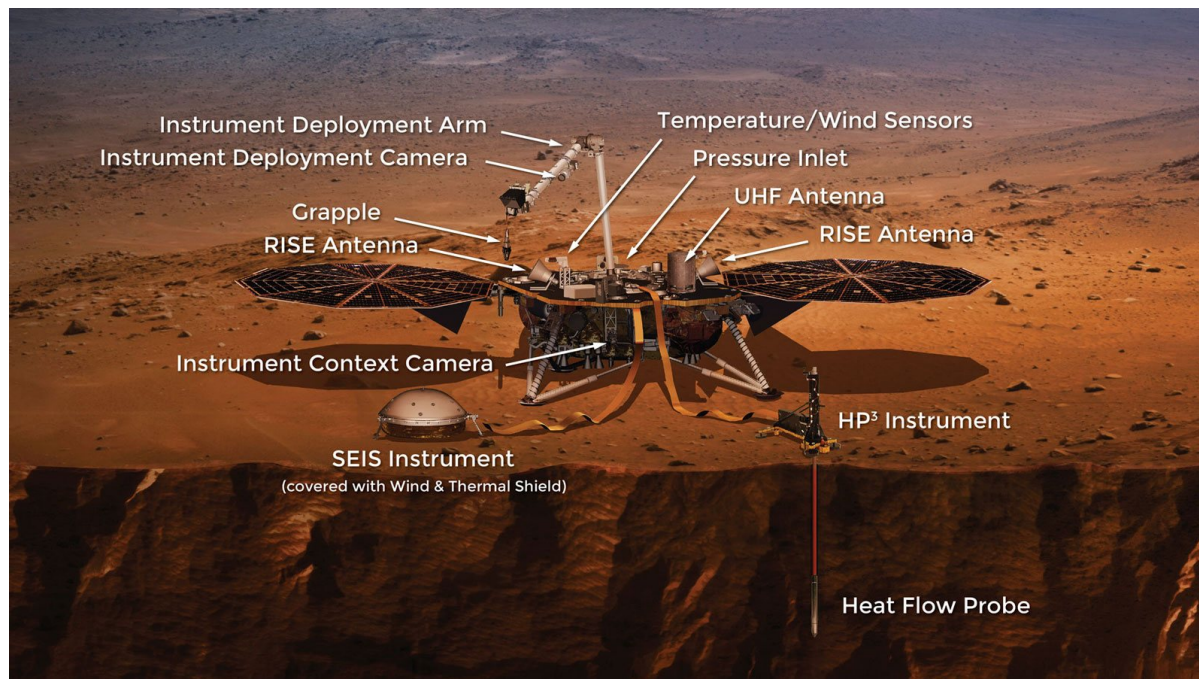 Instrument Deployment Arm
Instrument Deployment Camera
Grapple
RISE Antenna
Temperature/Wind Sensors
Pressure Inlet
UHF Antenna
RISE Antenna
Instrument Context Camera
SEIS Instrument
(covered with Wind & Thermal Shield)
HP³ Instrument
Heat Flow Probe